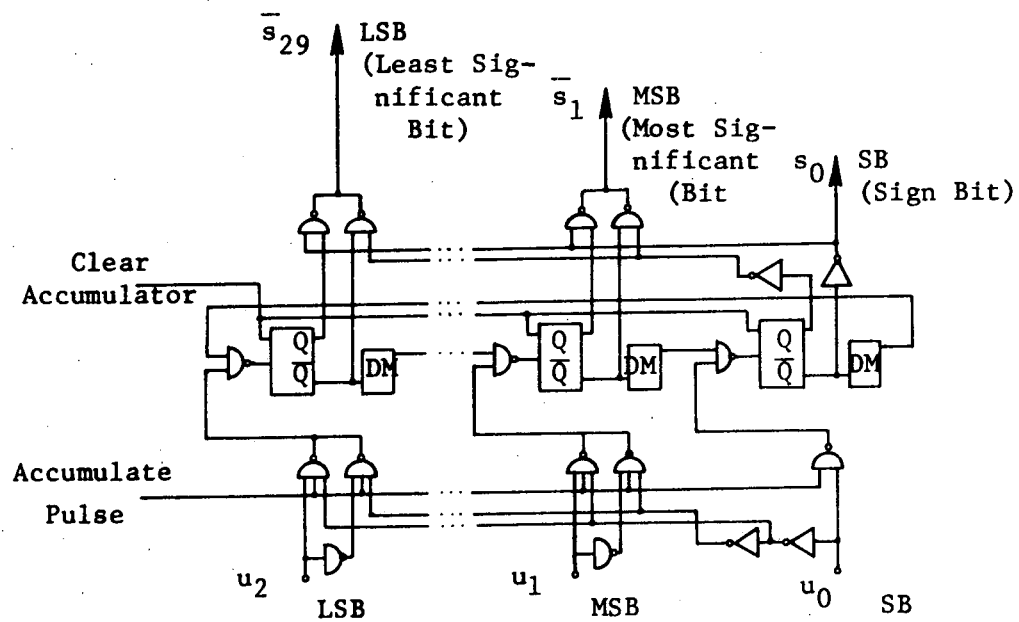 s̅29 LSB
(Least Sig-
nificant
Bit)
s̅1 MSB
(Most Sig-
nificant
(Bit
s0 SB
(Sign Bit)
Clear
Accumulator
Q
Q̅
DM
Q
Q̅
DM
Q
Q̅
DM
Accumulate
Pulse
u2 LSB
u1 MSB
u0 SB